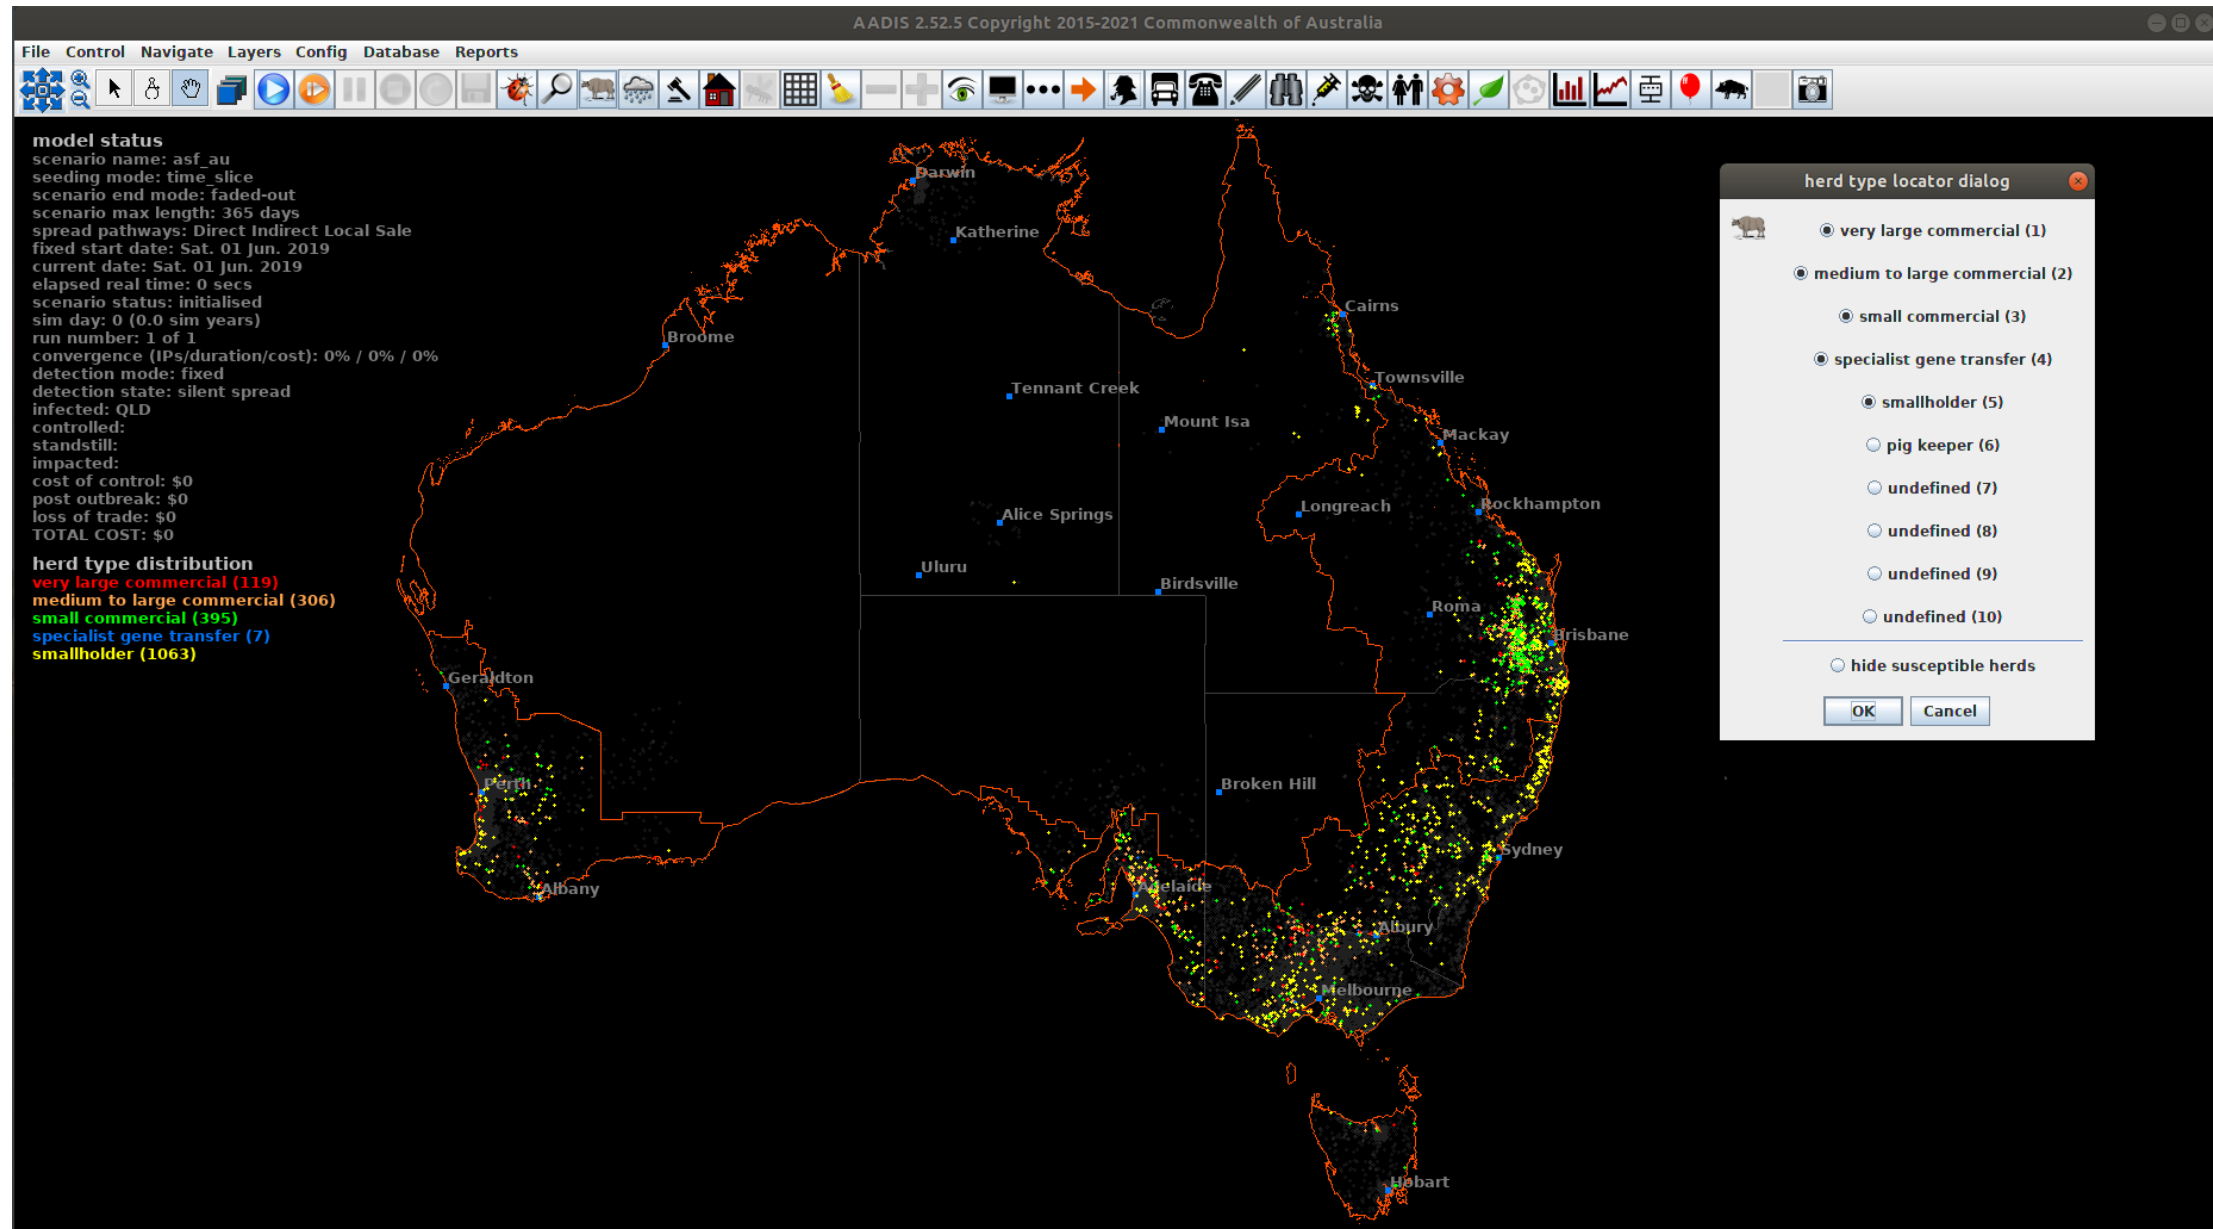 AADIS 2.52.5 Copyright 2015-2021 Commonwealth of Australia
File Control Navigate Layers Config Database Reports
model status
scenario name: asf_au
seeding mode: time_slice
scenario end mode: faded-out
scenario max length: 365 days
spread pathways: Direct Indirect Local Sale
fixed start date: Sat. 01 Jun. 2019
current date: Sat. 01 Jun. 2019
elapsed real time: 0 secs
scenario status: initialised
sim day: 0 (0.0 sim years)
run number: 1 of 1
convergence (IPs/duration/cost): 0% / 0% / 0%
detection mode: fixed
detection state: silent spread
infected: QLD
controlled:
standstill:
impacted:
cost of control: $0
post outbreak: $0
loss of trade: $0
TOTAL COST: $0
herd type distribution
very large commercial (119)
medium to large commercial (306)
small commercial (395)
specialist gene transfer (7)
smallholder (1063)
Darwin
Katherine
Cairns
Broome
Townsville
Tennant Creek
Mount Isa
Mackay
Longreach
Rockhampton
Alice Springs
Uluru
Birdsville
Roma
Brisbane
Geraldton
Perth
Broken Hill
Sydney
Albany
Adelaide
Albury
Melbourne
Hobart
herd type locator dialog
very large commercial (1)
medium to large commercial (2)
small commercial (3)
specialist gene transfer (4)
smallholder (5)
pig keeper (6)
undefined (7)
undefined (8)
undefined (9)
undefined (10)
hide susceptible herds
OK Cancel